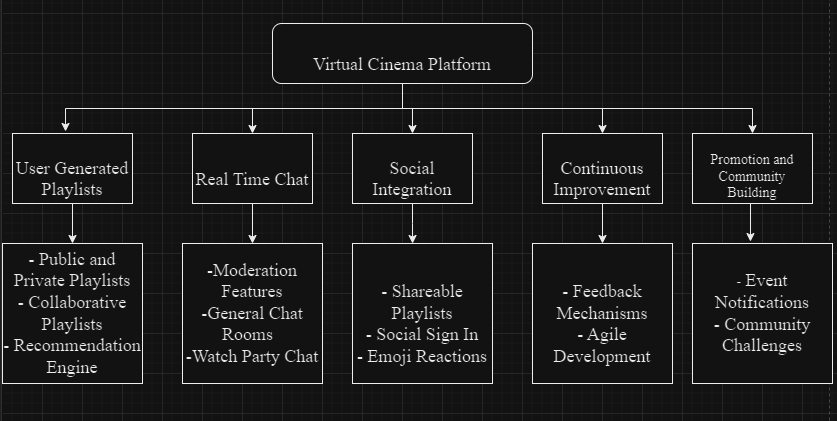 Virtual Cinema Platform
User Generated
Playlists
Real Time Chat
Social
Integration
Continuous
Improvement
Promotion and
Community
Building
- Public and
Private Playlists
- Collaborative
Playlists
- Recommendation
Engine
-Moderation
Features
-General Chat
Rooms
-Watch Party Chat
- Shareable
Playlists
- Social Sign In
- Emoji Reactions
- Feedback
Mechanisms
- Agile
Development
- Event
Notifications
- Community
Challenges